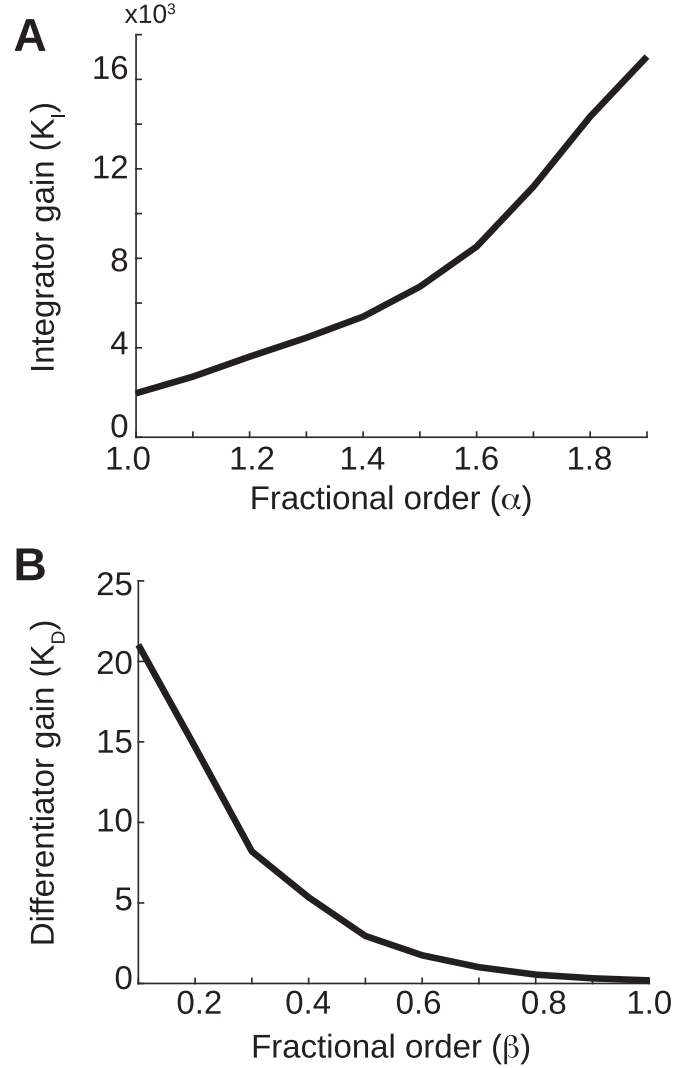 A
x10³
16
12
8
4
0
Integrator gain (K_I)
1.0 1.2 1.4 1.6 1.8
Fractional order (α)
B
25
20
15
10
5
0
Differentiator gain (K_D)
0.2 0.4 0.6 0.8 1.0
Fractional order (β)